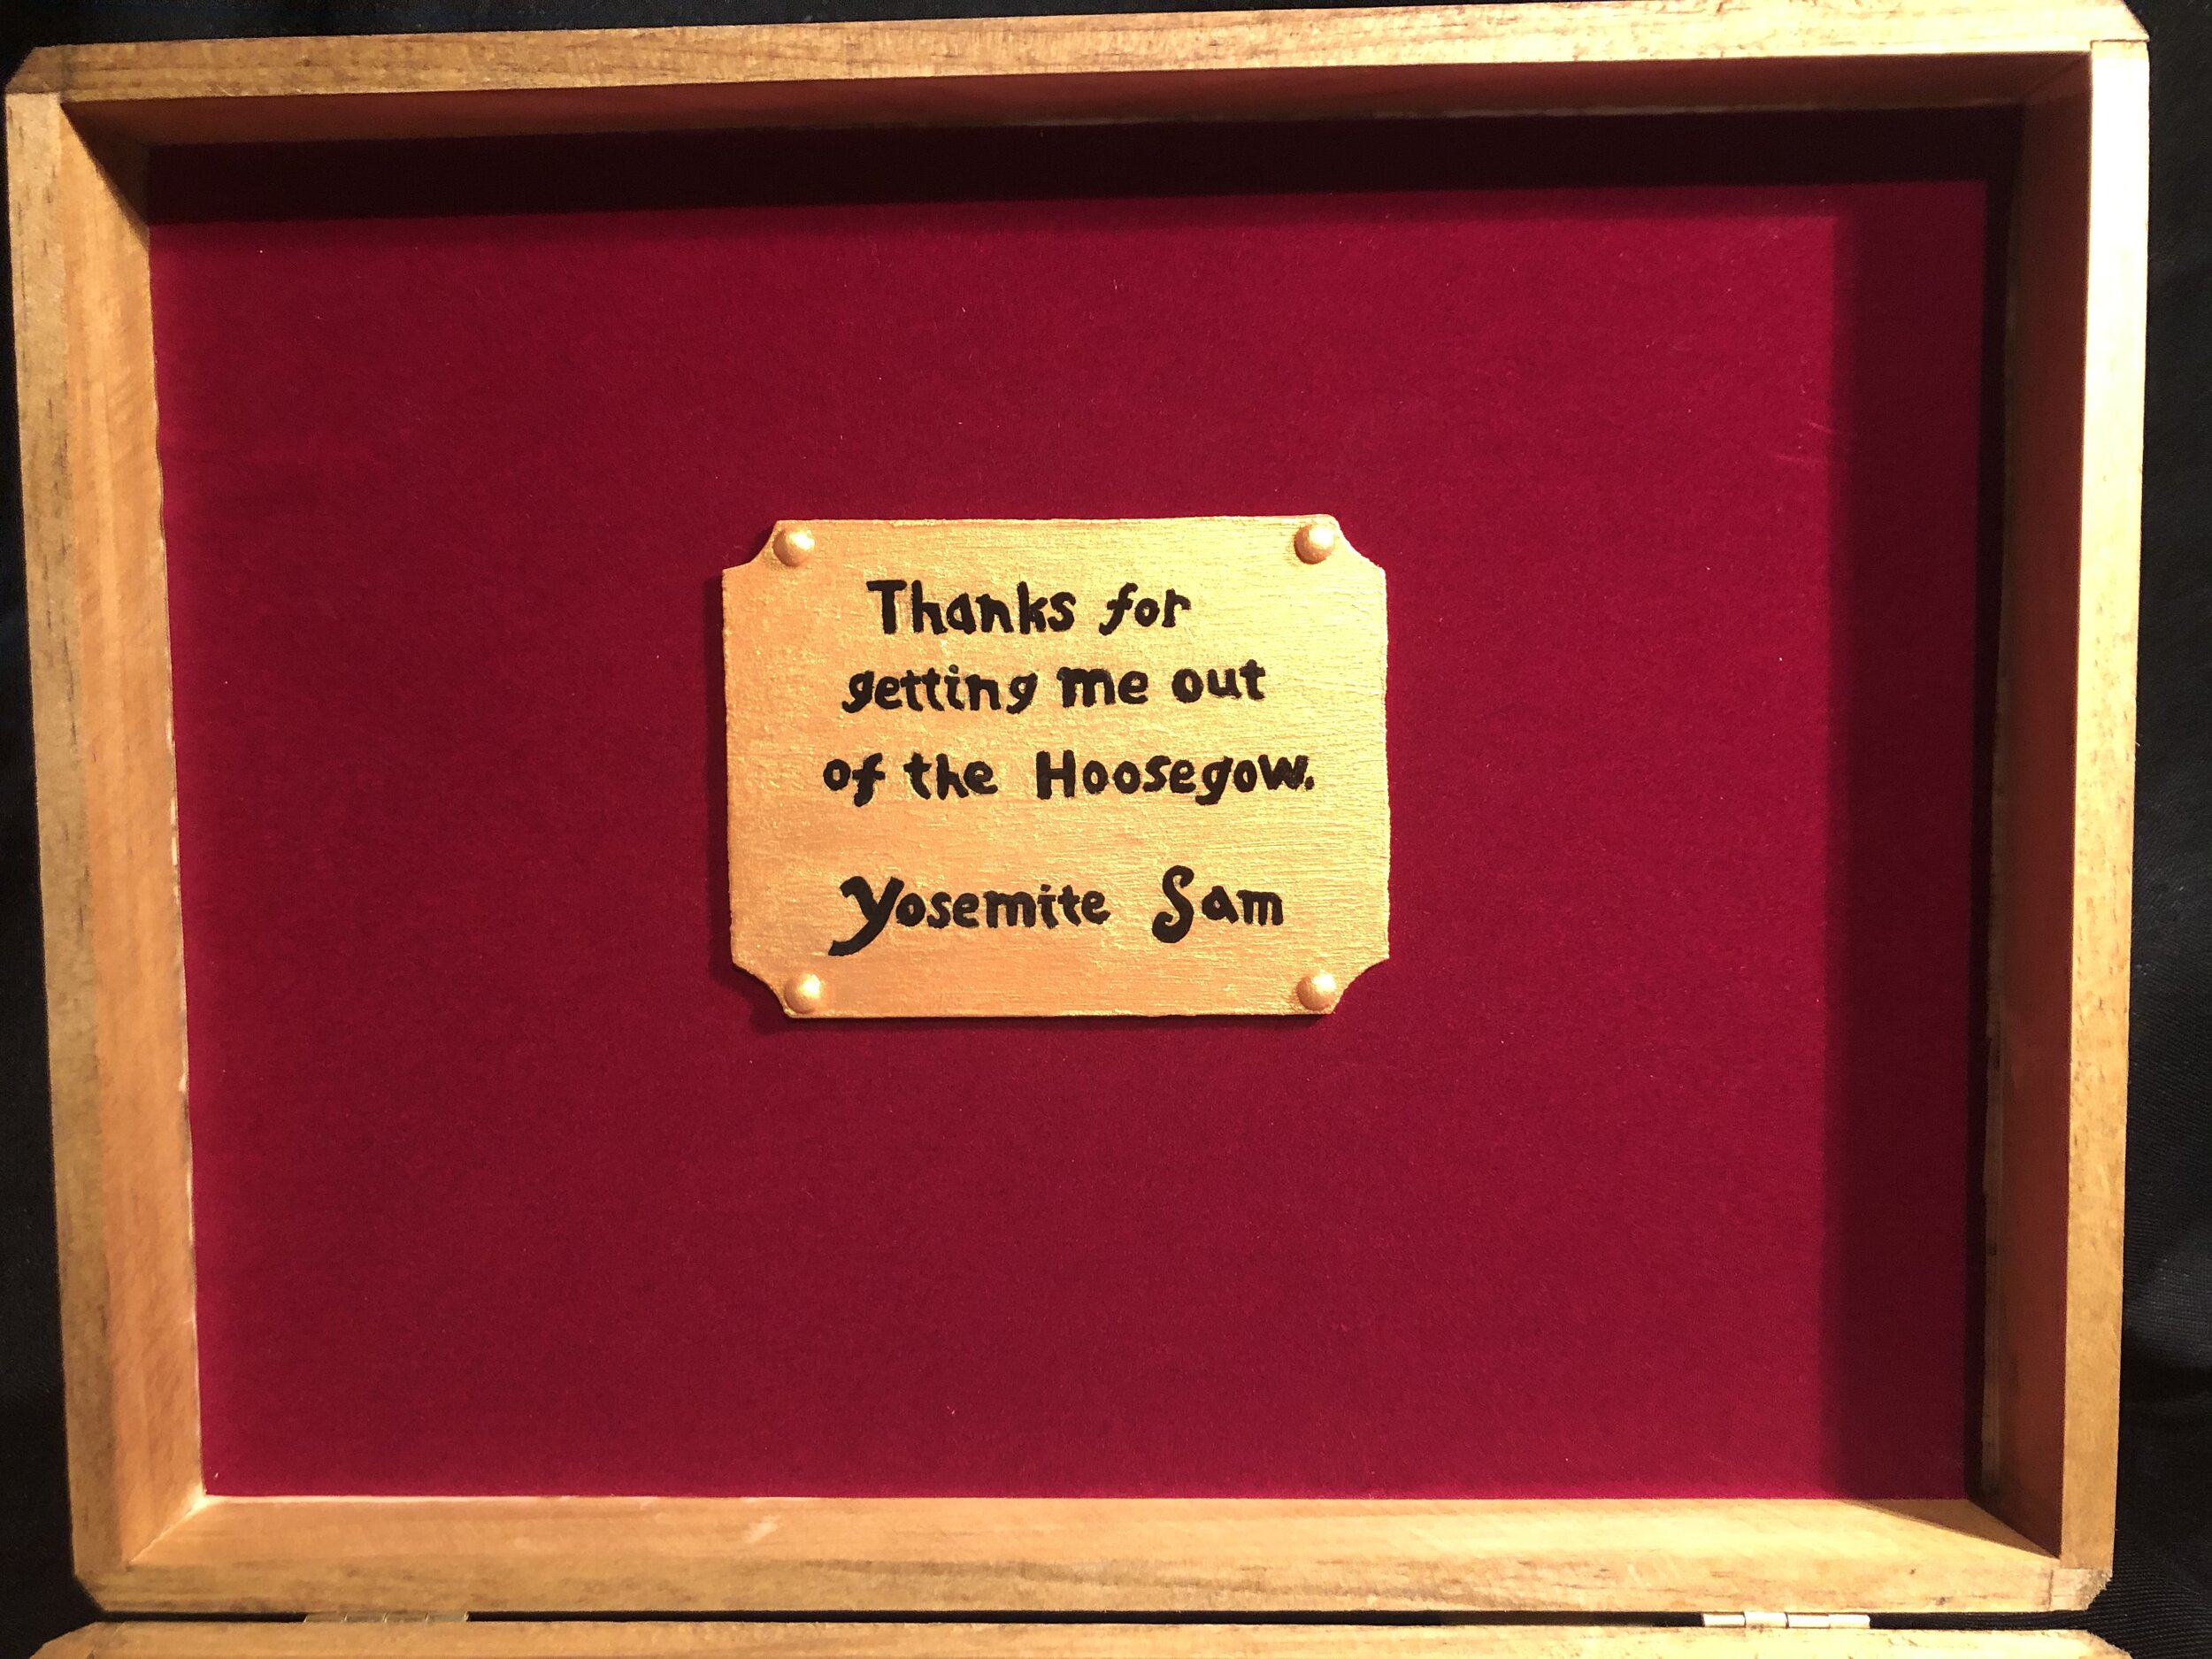 Thanks for
getting me out
of the Hoosegow.
Yosemite Sam